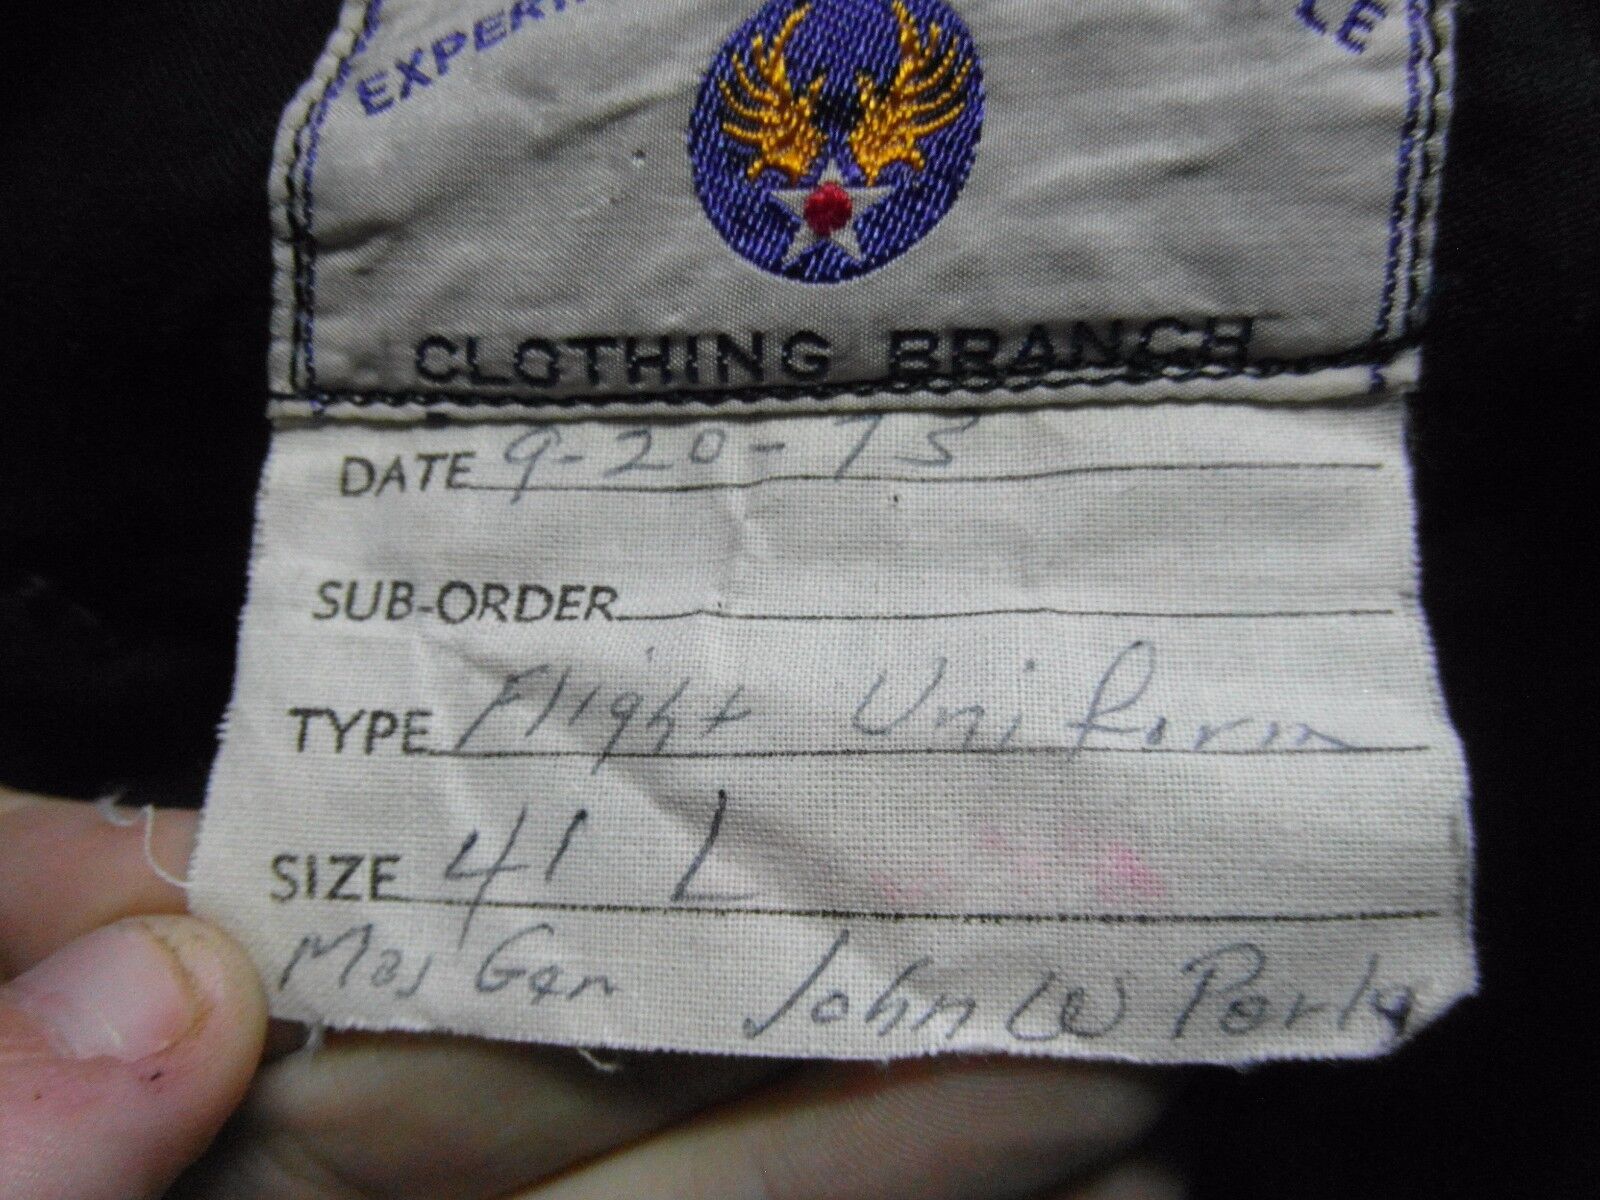 CLOTHING BRANCH
DATE 9-20-73
SUB-ORDER
TYPE Flight Uniform
SIZE 41 L
Maj Gen John W